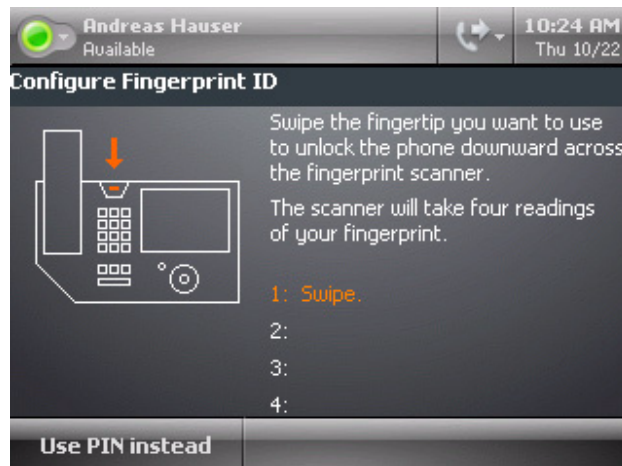 Andreas Hauser
Available
10:24 AM
Thu 10/22
Configure Fingerprint ID
Swipe the fingertip you want to use
to unlock the phone downward across
the fingerprint scanner.
The scanner will take four readings
of your fingerprint.
1: Swipe.
2:
3:
4:
Use PIN instead